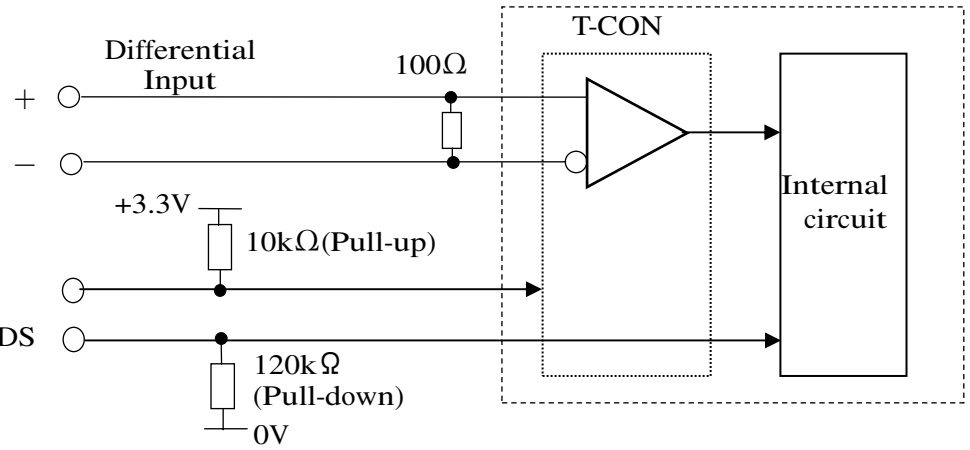 T-CON
Differential
Input
100Ω
+
−
Internal
circuit
+3.3V
10kΩ(Pull-up)
DS
120kΩ
(Pull-down)
0V